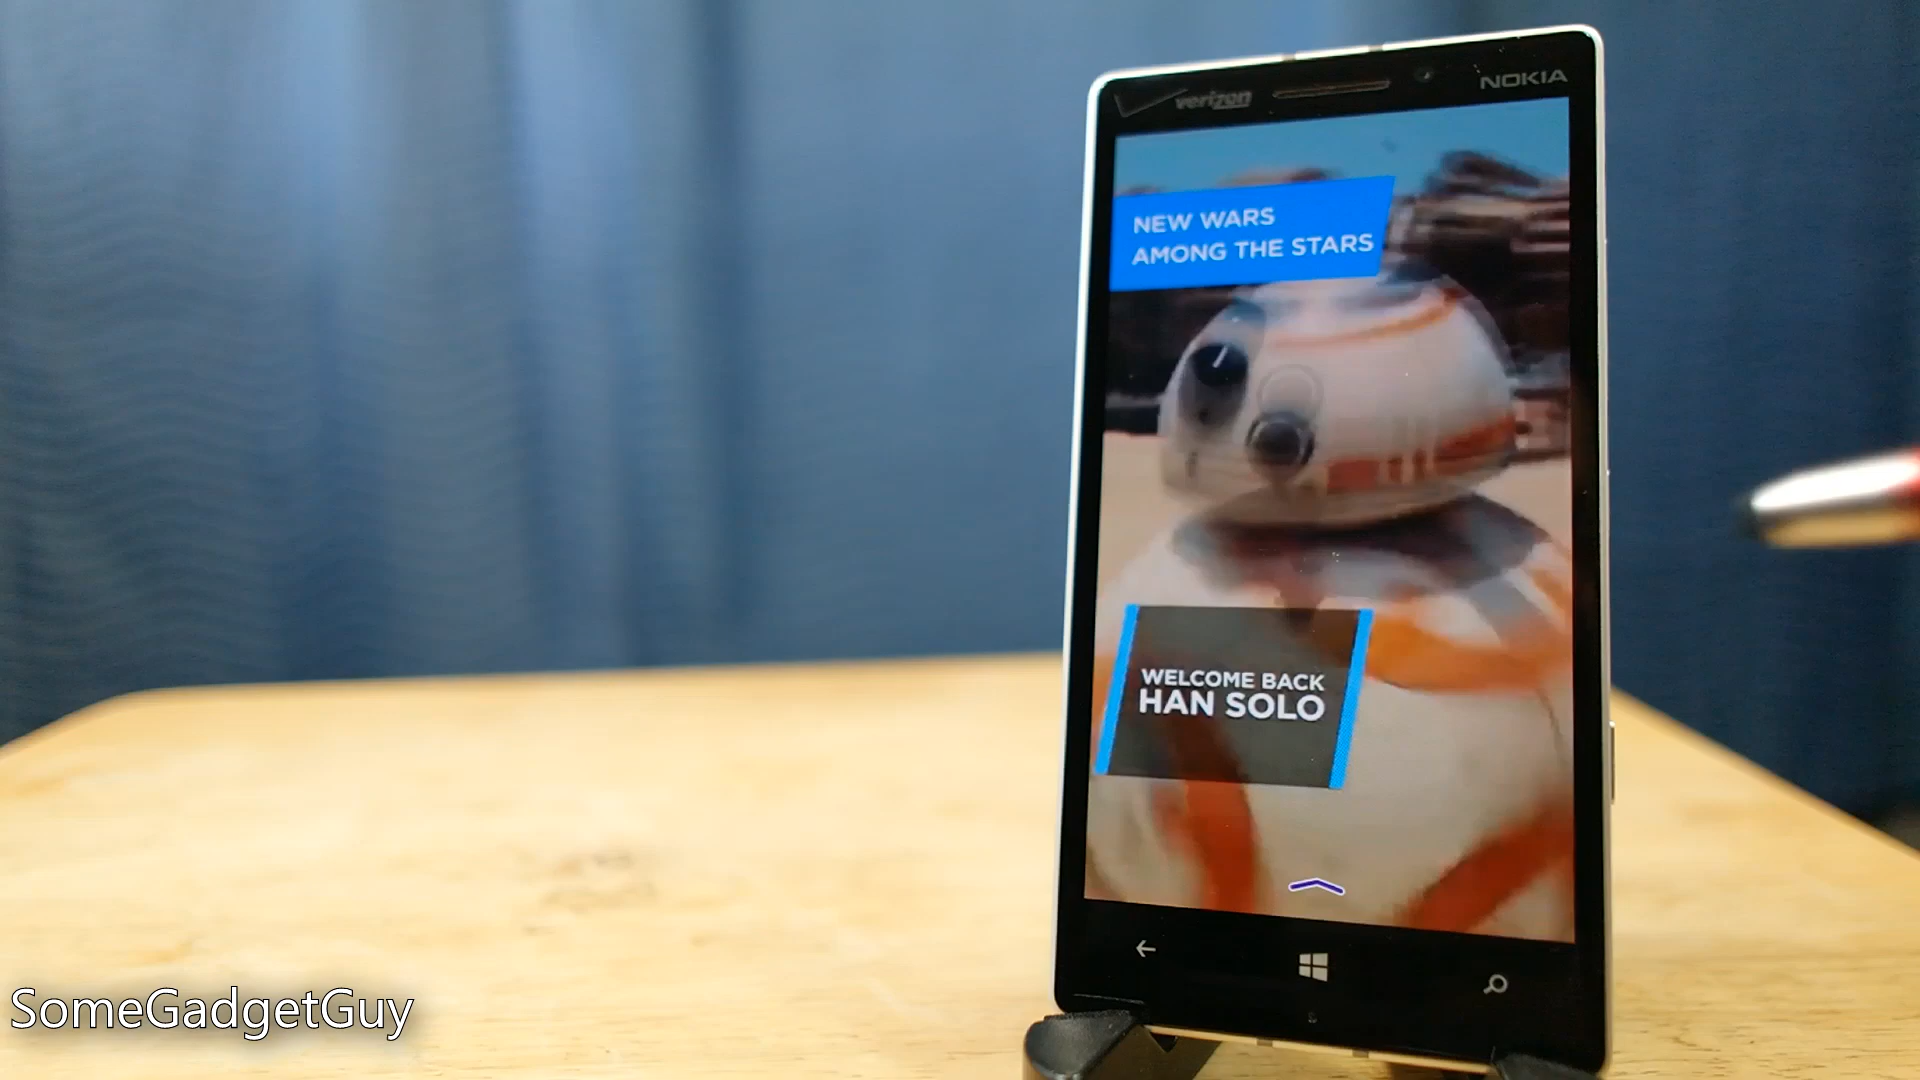 verizon
NOKIA
NEW WARS
AMONG THE STARS
WELCOME BACK
HAN SOLO
SomeGadgetGuy